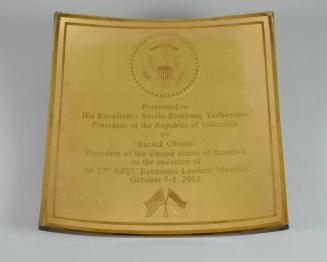 Presented to
His Excellency Susilo Bambang Yudhoyono
President of the Republic of Indonesia
by
Barack Obama
President of the United States of America
on the occasion of
the 21st APEC Economic Leaders' Meeting
October 7-8, 2013